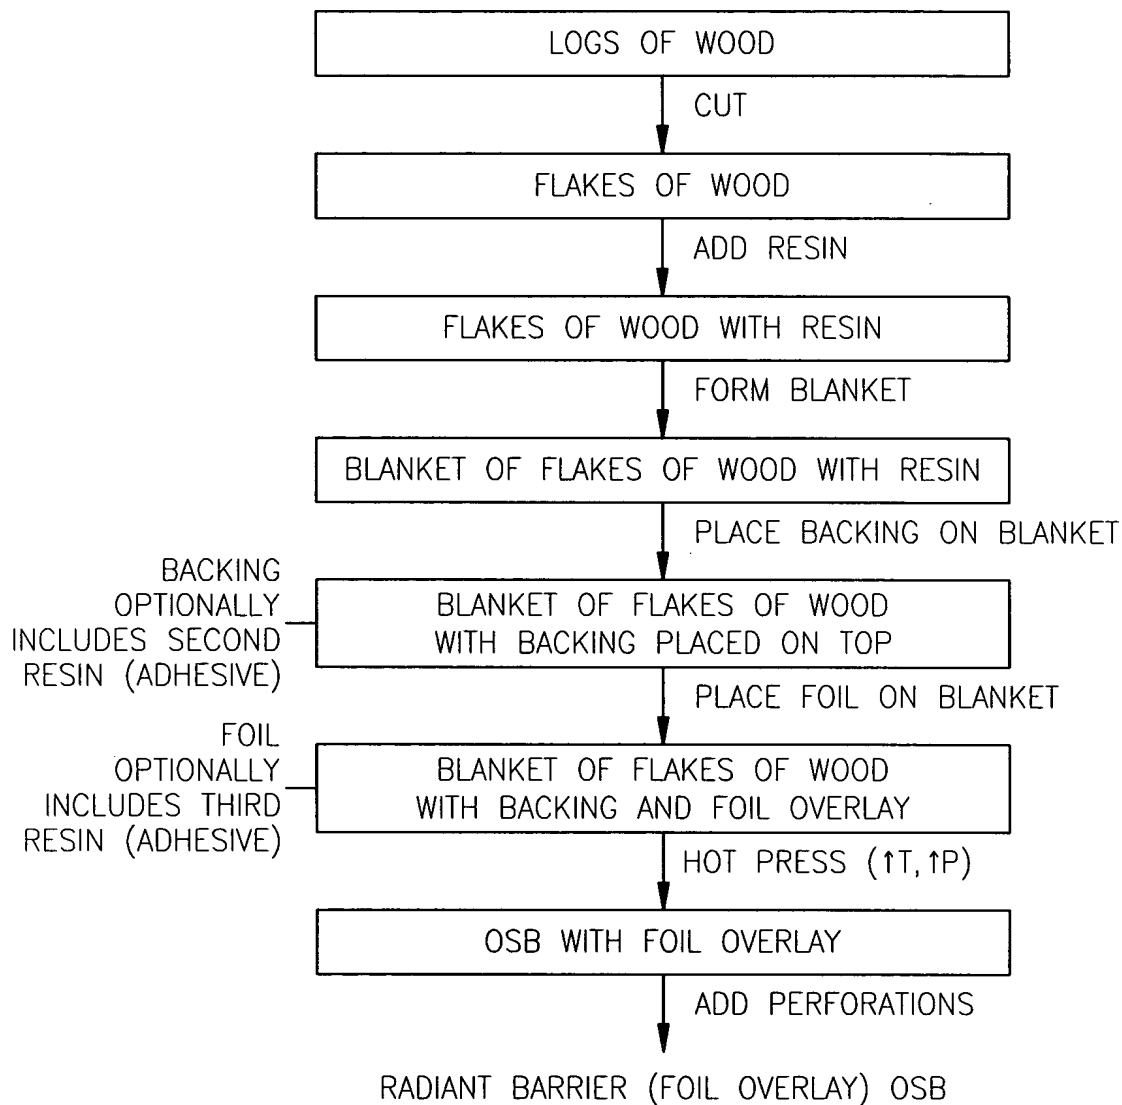 LOGS OF WOOD
CUT
FLAKES OF WOOD
ADD RESIN
FLAKES OF WOOD WITH RESIN
FORM BLANKET
BLANKET OF FLAKES OF WOOD WITH RESIN
PLACE BACKING ON BLANKET
BACKING
OPTIONALLY
INCLUDES SECOND
RESIN (ADHESIVE)
BLANKET OF FLAKES OF WOOD
WITH BACKING PLACED ON TOP
PLACE FOIL ON BLANKET
FOIL
OPTIONALLY
INCLUDES THIRD
RESIN (ADHESIVE)
BLANKET OF FLAKES OF WOOD
WITH BACKING AND FOIL OVERLAY
HOT PRESS (↑T,↑P)
OSB WITH FOIL OVERLAY
ADD PERFORATIONS
RADIANT BARRIER (FOIL OVERLAY) OSB